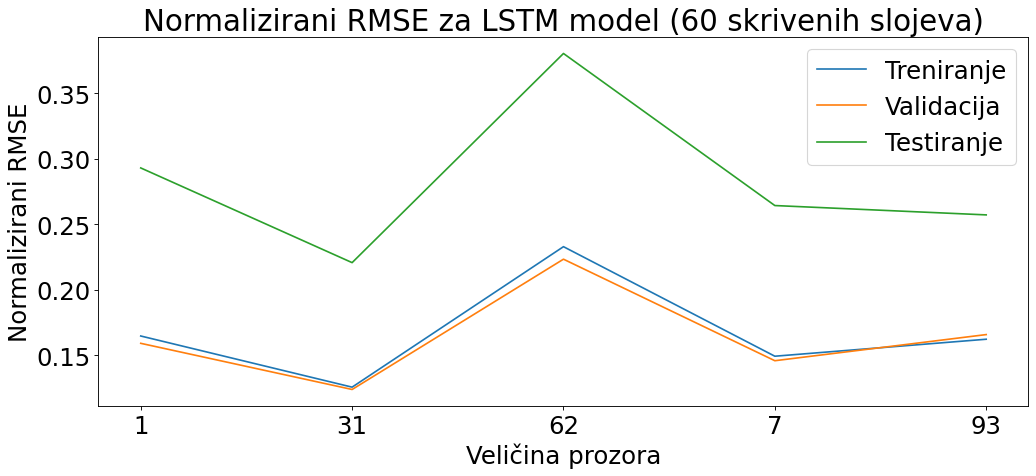 Normalizirani RMSE za LSTM model (60 skrivenih slojeva)
Normalizirani RMSE
0.35
0.30
0.25
0.20
0.15
Treniranje
Validacija
Testiranje
1 31 62 7 93
Veličina prozora